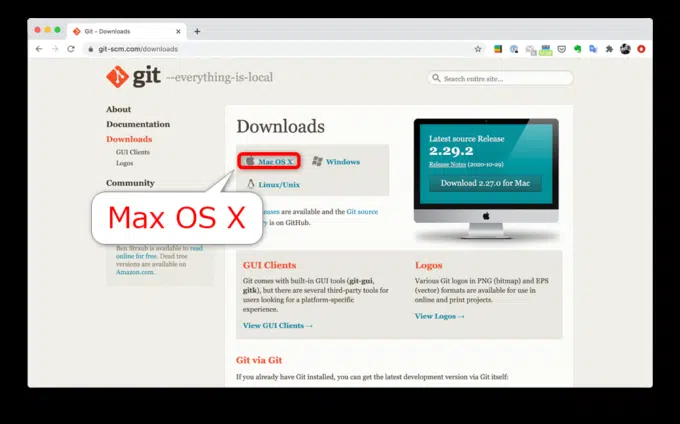 Git - Downloads
git-scm.com/downloads
git --everything-is-local
Search entire site...
About
Documentation
Downloads
GUI Clients
Logos
Community
Downloads
Mac OS X
Windows
Linux/Unix
Max OS X
are available and the Git source
is on GitHub.
Latest source Release
2.29.2
Release Notes (2020-10-29)
Download 2.27.0 for Mac
Ben Straub is available to read
online for free. Dead tree
versions are available on
Amazon.com.
GUI Clients
Git comes with built-in GUI tools (git-gui,
gitk), but there are several third-party tools for
users looking for a platform-specific
experience.
View GUI Clients →
Logos
Various Git logos in PNG (bitmap) and EPS
(vector) formats are available for use in
online and print projects.
View Logos →
Git via Git
If you already have Git installed, you can get the latest development version via Git itself: